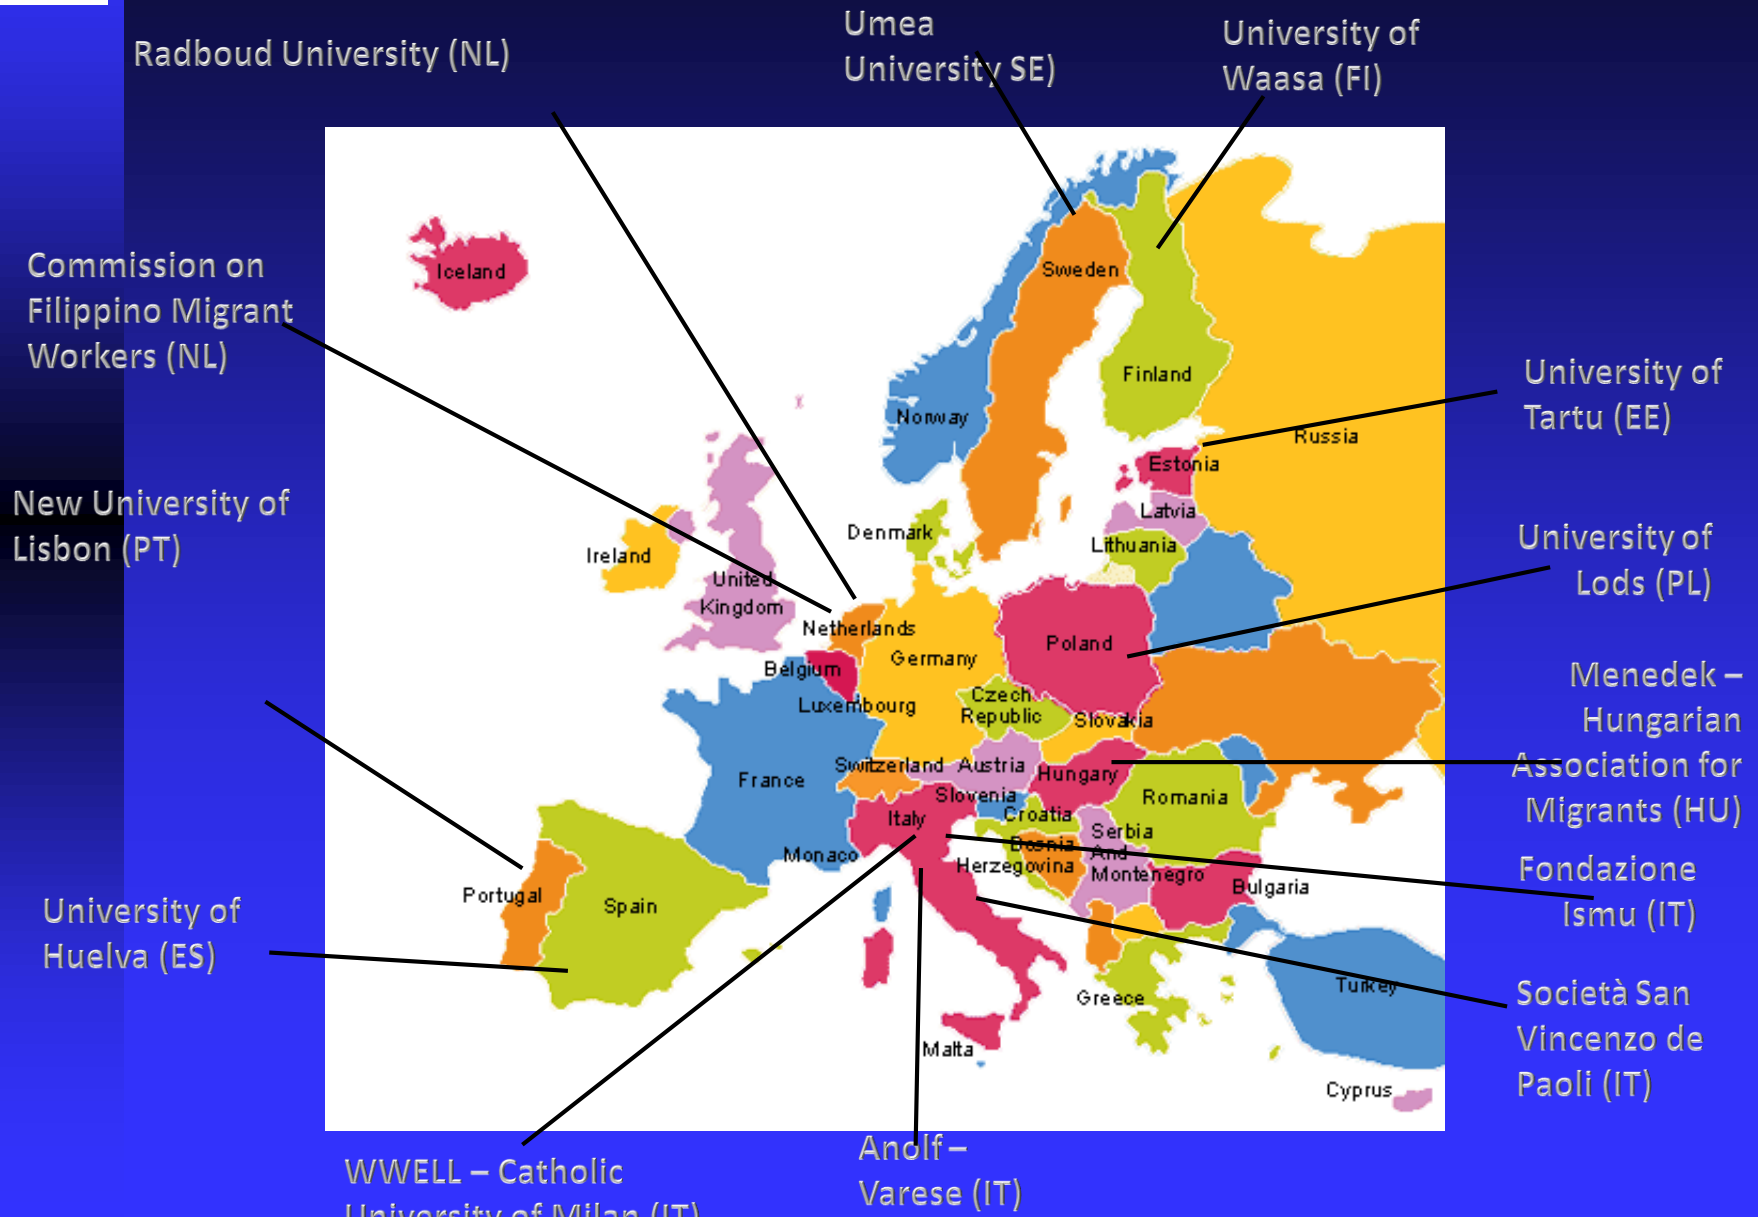 Radboud University (NL)
Umea
University SE)
University of
Waasa (FI)
Commission on
Filippino Migrant
Workers (NL)
New University of
Lisbon (PT)
University of
Huelva (ES)
WWELL – Catholic
University of Milan (IT)
Anolf –
Varese (IT)
University of
Tartu (EE)
University of
Lods (PL)
Menedek –
Hungarian
Association for
Migrants (HU)
Fondazione
Ismu (IT)
Società San
Vincenzo de
Paoli (IT)
Iceland
Sweden
Finland
Norway
Russia
Estonia
Latvia
Lithuania
Denmark
Ireland
United
Kingdom
Netherlands
Germany
Poland
Belgium
Luxembourg
Czech
Republic
Slovakia
Switzerland
Austria
Hungary
France
Slovenia
Romania
Italy
Croatia
Serbia
And
Montenegro
Bosnia
Herzegovina
Monaco
Bulgaria
Portugal
Spain
Turkey
Greece
Malta
Cyprus